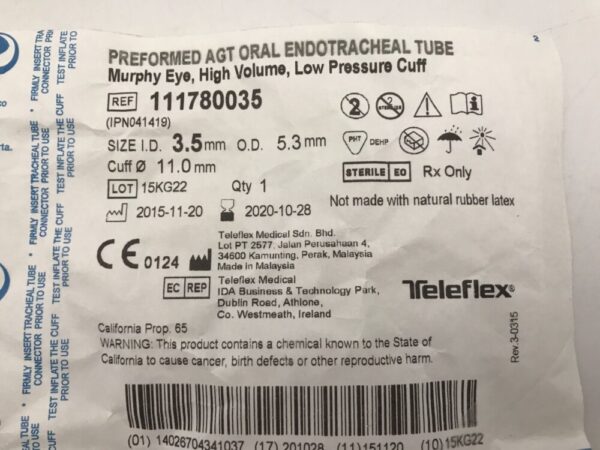 PREFORMED AGT ORAL ENDOTRACHEAL TUBE
Murphy Eye, High Volume, Low Pressure Cuff
REF 111780035
(IPN041419)
SIZE I.D. 3.5mm O.D. 5.3 mm
Cuff Ø 11.0 mm
LOT 15KG22 Qty 1
2015-11-20 2020-10-28
2
STERILIZE
PHT DEHP
STERILE EO Rx Only
Not made with natural rubber latex
CE 0124
Teleflex Medical Sdn. Bhd.
Lot PT 2577, Jalan Perusahaan 4,
34600 Kamunting, Perak, Malaysia
Made in Malaysia
EC REP
Teleflex Medical
IDA Business & Technology Park,
Dublin Road, Athlone,
Co. Westmeath, Ireland
Teleflex®
Rev.3-0315
California Prop. 65
WARNING: This product contains a chemical known to the State of
California to cause cancer, birth defects or other reproductive harm.
(01) 14026704341037 (17) 201028 (11)151120 (10)15KG22
2
FIRMLY INSERT TRACHEAL TUBE
CONNECTOR PRIOR TO USE
TEST INFLATE THE CUFF
PRIOR TO USE